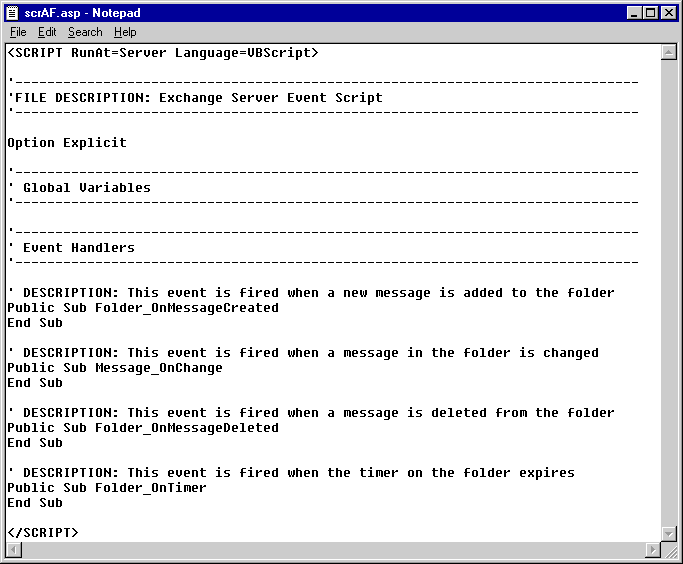 scrAF.asp - Notepad
File Edit Search Help
<SCRIPT RunAt=Server Language=VBScript>
'------------------------------------------------------------------------------
'FILE DESCRIPTION: Exchange Server Event Script
'------------------------------------------------------------------------------
Option Explicit
'------------------------------------------------------------------------------
' Global Variables
'------------------------------------------------------------------------------
'------------------------------------------------------------------------------
' Event Handlers
'------------------------------------------------------------------------------
' DESCRIPTION: This event is fired when a new message is added to the folder
Public Sub Folder_OnMessageCreated
End Sub
' DESCRIPTION: This event is fired when a message in the folder is changed
Public Sub Message_OnChange
End Sub
' DESCRIPTION: This event is fired when a message is deleted from the folder
Public Sub Folder_OnMessageDeleted
End Sub
' DESCRIPTION: This event is fired when the timer on the folder expires
Public Sub Folder_OnTimer
End Sub
</SCRIPT>